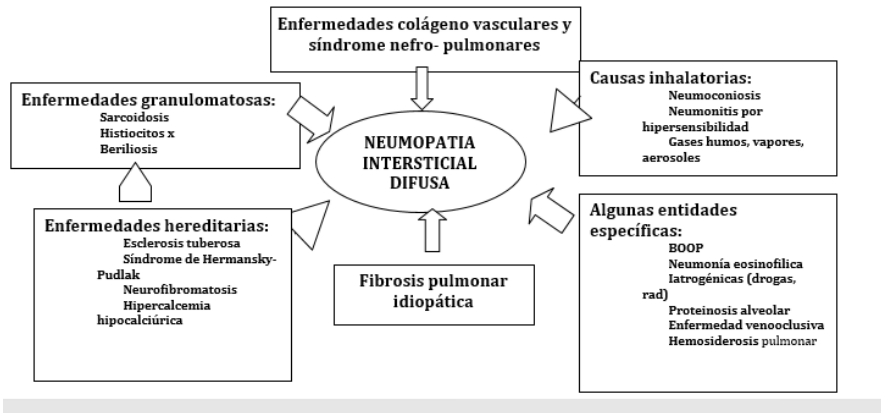 Enfermedades colágeno vasculares y
síndrome nefro- pulmonares
Enfermedades granulomatosas:
Sarcoidosis
Histiocitos x
Beriliosis
NEUMOPATIA
INTERSTICIAL
DIFUSA
Causas inhalatorias:
Neumoconiosis
Neumonitis por
hipersensibilidad
Gases humos, vapores,
aerosoles
Enfermedades hereditarias:
Esclerosis tuberosa
Síndrome de Hermansky-
Pudlak
Neurofibromatosis
Hipercalcemia
hipocalciúrica
Fibrosis pulmonar
idiopática
Algunas entidades
específicas:
BOOP
Neumonía eosinofilica
Iatrogénicas (drogas,
rad)
Proteinosis alveolar
Enfermedad venooclusiva
Hemosiderosis pulmonar